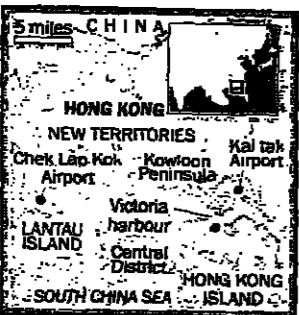 5 miles CHINA
HONG KONG
NEW TERRITORIES
Chek Lap Kok
Airport
Kowloon
Peninsula
Kai tak
Airport
Victoria
harbour
LANTAU
ISLAND
Central
District
HONG KONG
ISLAND
SOUTH CHINA SEA